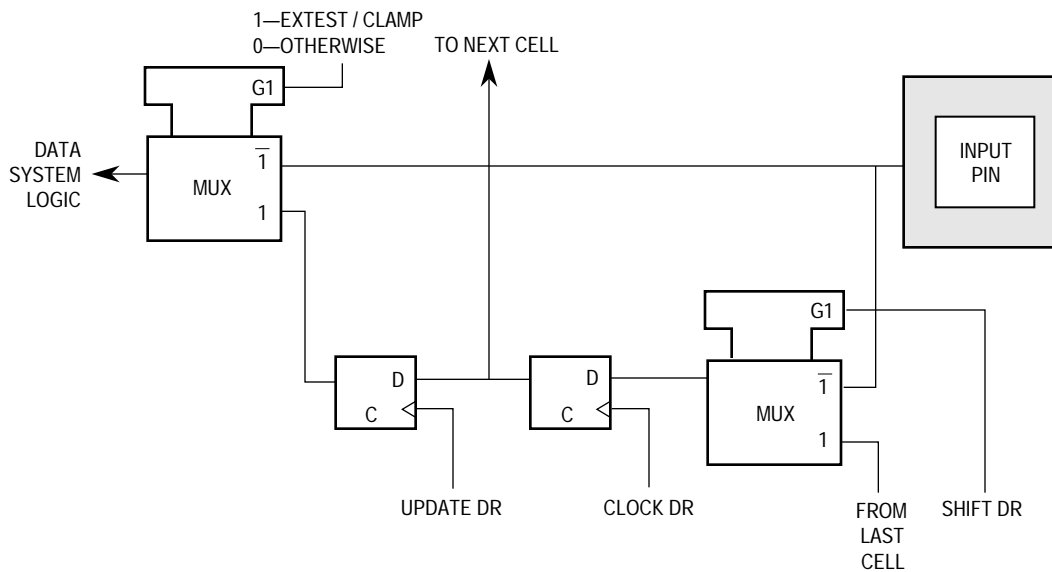 1—EXTEST / CLAMP
0—OTHERWISE
TO NEXT CELL
G1
DATA
SYSTEM
LOGIC
MUX
1̅
1
INPUT
PIN
G1
D
C
D
C
MUX
1̅
1
UPDATE DR
CLOCK DR
FROM
LAST
CELL
SHIFT DR